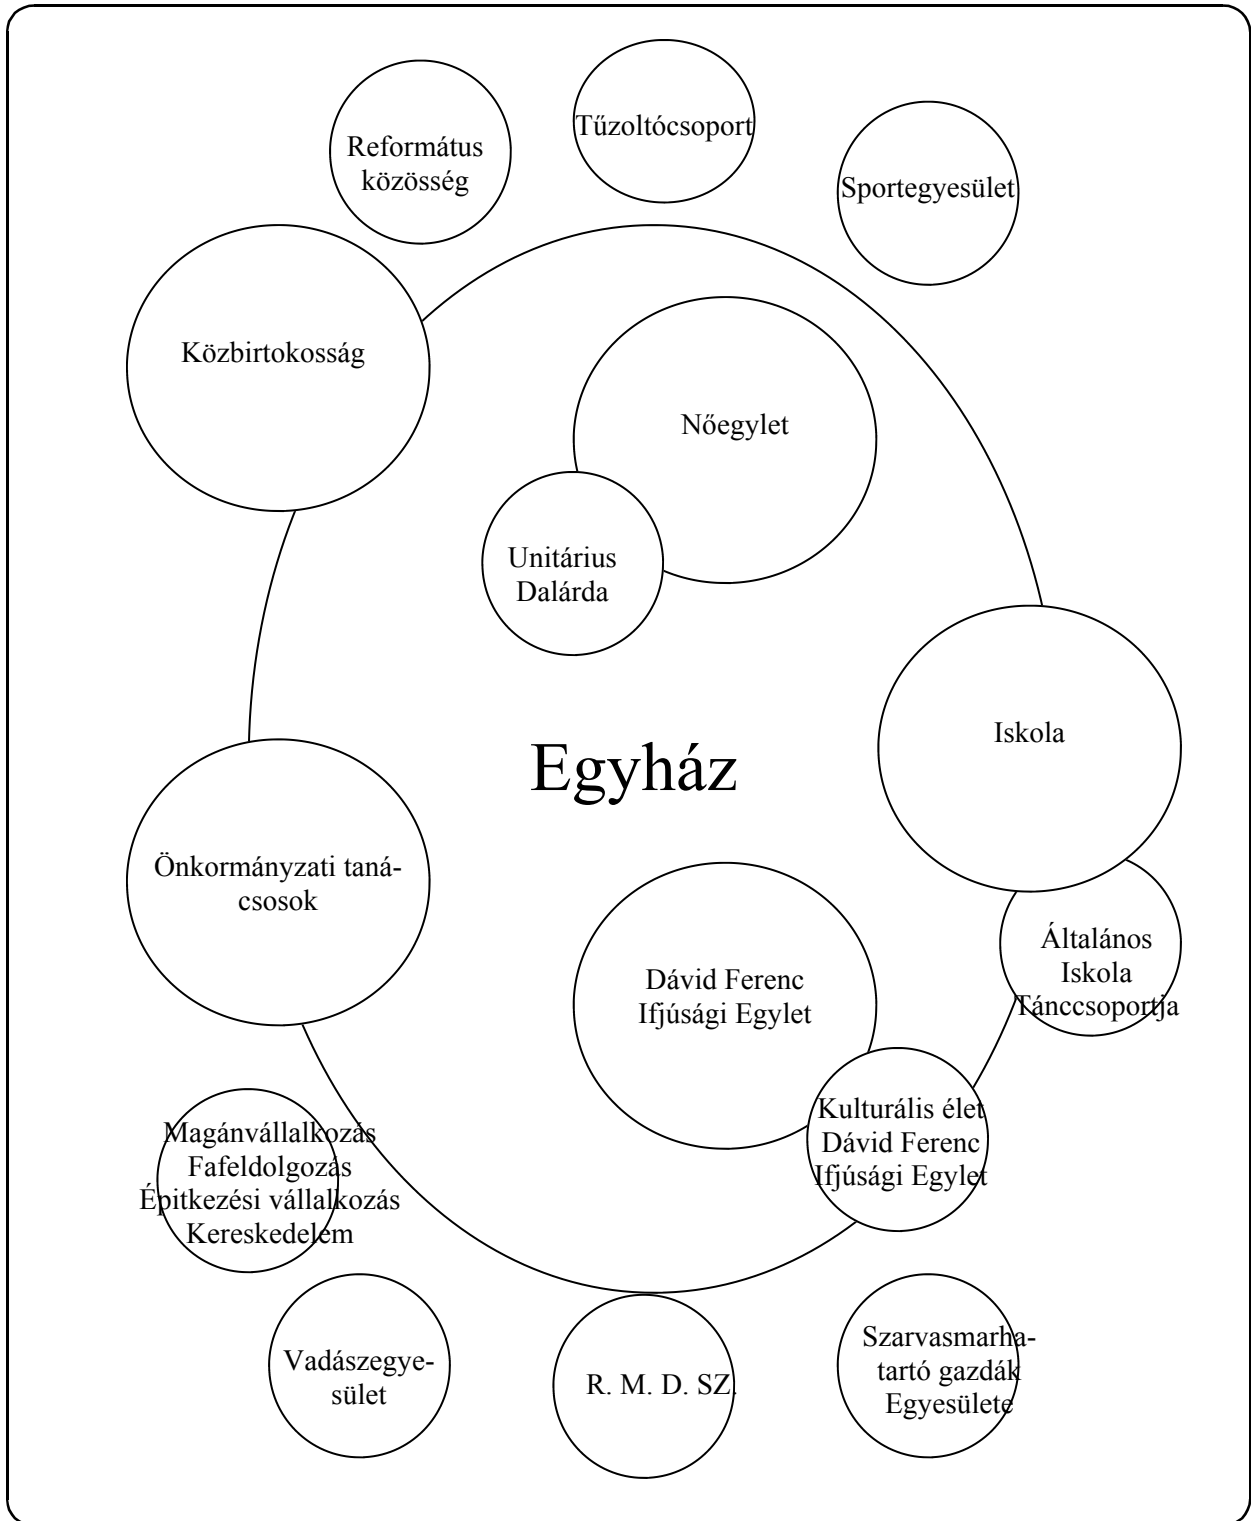 Tűzoltócsoport
Református
közösség
Sportegyesület
Közbirtokosság
Nőegylet
Unitárius
Dalárda
Iskola
Egyház
Önkormányzati taná-
csosok
Általános
Iskola
Tánccsoportja
Dávid Ferenc
Ifjúsági Egylet
Kulturális élet
Dávid Ferenc
Ifjúsági Egylet
Magánvállalkozás
Fafeldolgozás
Épitkezési vállalkozás
Kereskedelem
Vadászegye-
sület
R. M. D. SZ.
Szarvasmarha-
tartó gazdák
Egyesülete